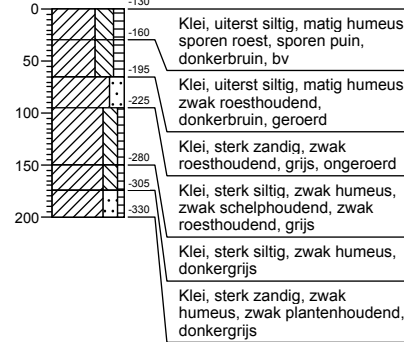 0
50
100
150
200
-130
-160
-195
-225
-280
-305
-330
Klei, uiterst siltig, matig humeus
sporen roest, sporen puin,
donkerbruin, bv
Klei, uiterst siltig, matig humeus
zwak roesthoudend,
donkerbruin, geroerd
Klei, sterk zandig, zwak
roesthoudend, grijs, ongeroerd
Klei, sterk siltig, zwak humeus,
zwak schelphoudend, zwak
roesthoudend, grijs
Klei, sterk siltig, zwak humeus,
donkergrijs
Klei, sterk zandig, zwak
humeus, zwak plantenhoudend,
donkergrijs